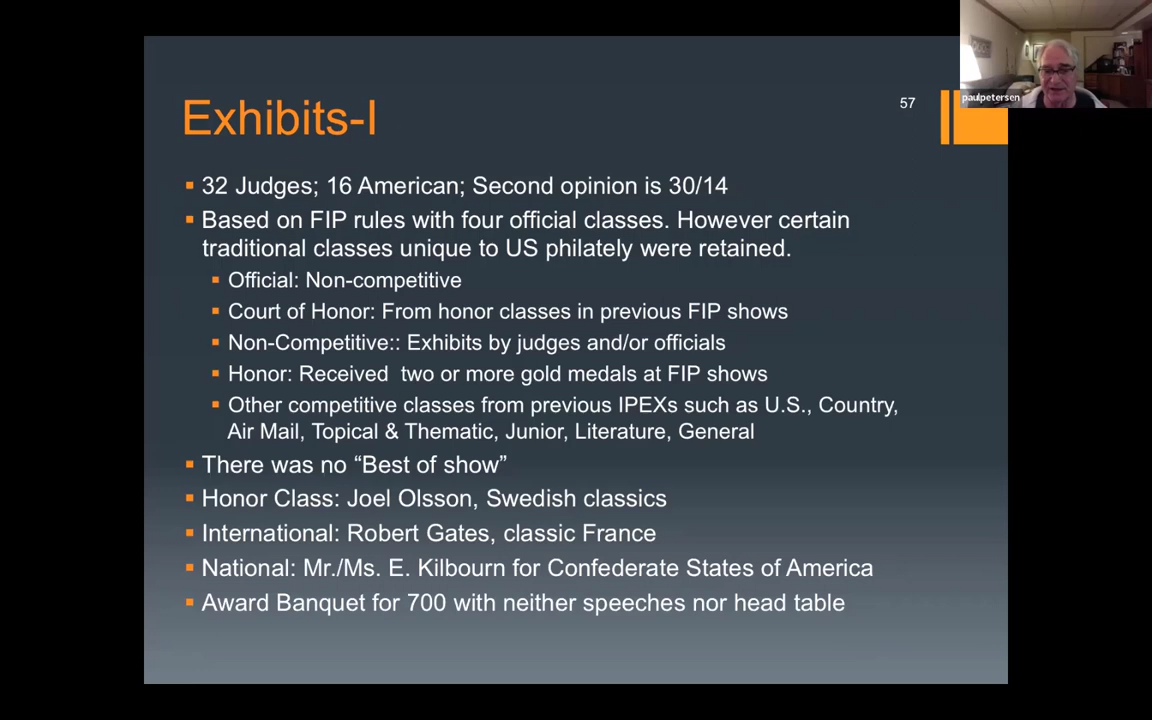 paulpetersen
57
Exhibits-I
32 Judges; 16 American; Second opinion is 30/14
Based on FIP rules with four official classes. However certain
traditional classes unique to US philately were retained.
Official: Non-competitive
Court of Honor: From honor classes in previous FIP shows
Non-Competitive:: Exhibits by judges and/or officials
Honor: Received two or more gold medals at FIP shows
Other competitive classes from previous IPEXs such as U.S., Country,
Air Mail, Topical & Thematic, Junior, Literature, General
There was no “Best of show”
Honor Class: Joel Olsson, Swedish classics
International: Robert Gates, classic France
National: Mr./Ms. E. Kilbourn for Confederate States of America
Award Banquet for 700 with neither speeches nor head table